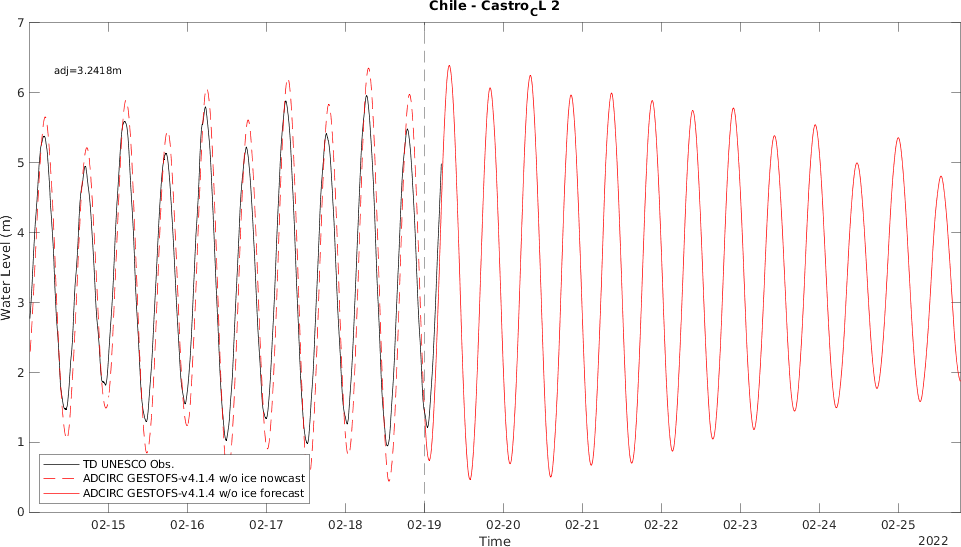 Chile - CastroCL 2
7
adj=3.2418m
6
5
4
3
2
1
0
Water Level (m)
TD UNESCO Obs.
ADCIRC GESTOFS-v4.1.4 w/o ice nowcast
ADCIRC GESTOFS-v4.1.4 w/o ice forecast
02-15 02-16 02-17 02-18 02-19 02-20 02-21 02-22 02-23 02-24 02-25
Time
2022